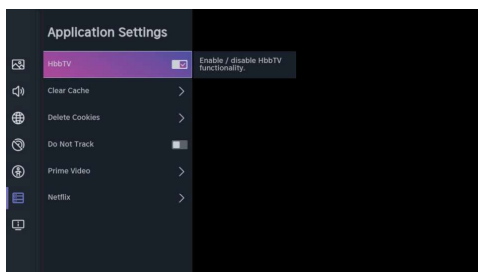 Application Settings
HbbTV
Enable / disable HbbTV
functionality.
Clear Cache
Delete Cookies
Do Not Track
Prime Video
Netflix